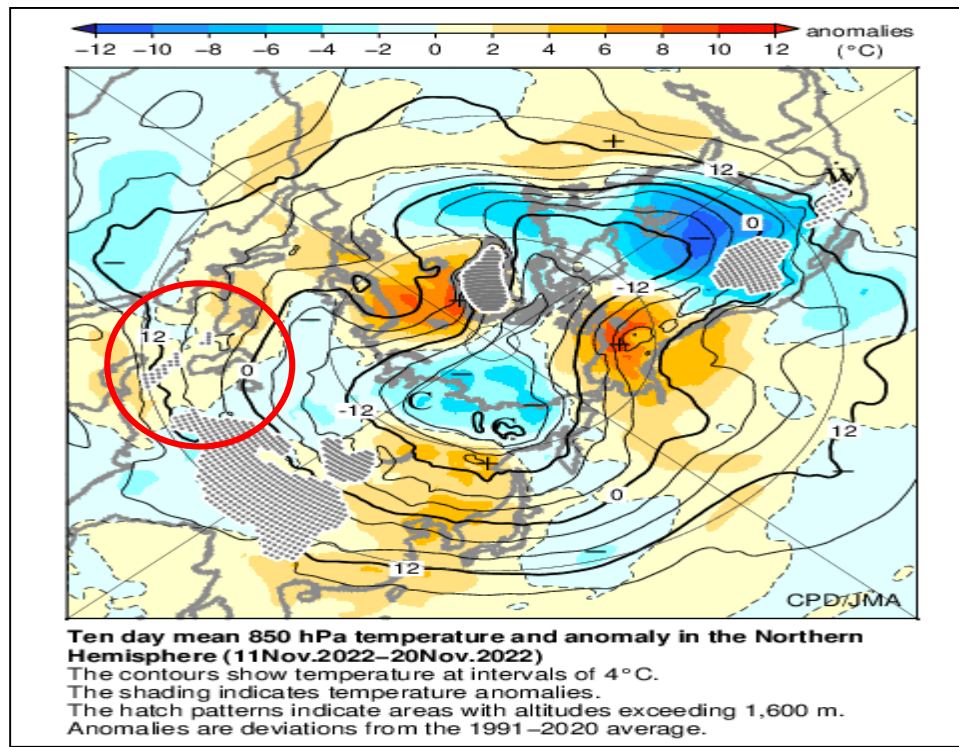 anomalies
−12 −10 −8 −6 −4 −2 0 2 4 6 8 10 12 (°C)
+
12
W
0
−
−
-12
+
−
12
+
0
−
C
-12
C
12
+
0
−
12
CPD/JMA
Ten day mean 850 hPa temperature and anomaly in the Northern
Hemisphere (11Nov.2022−20Nov.2022)
The contours show temperature at intervals of 4°C.
The shading indicates temperature anomalies.
The hatch patterns indicate areas with altitudes exceeding 1,600 m.
Anomalies are deviations from the 1991−2020 average.